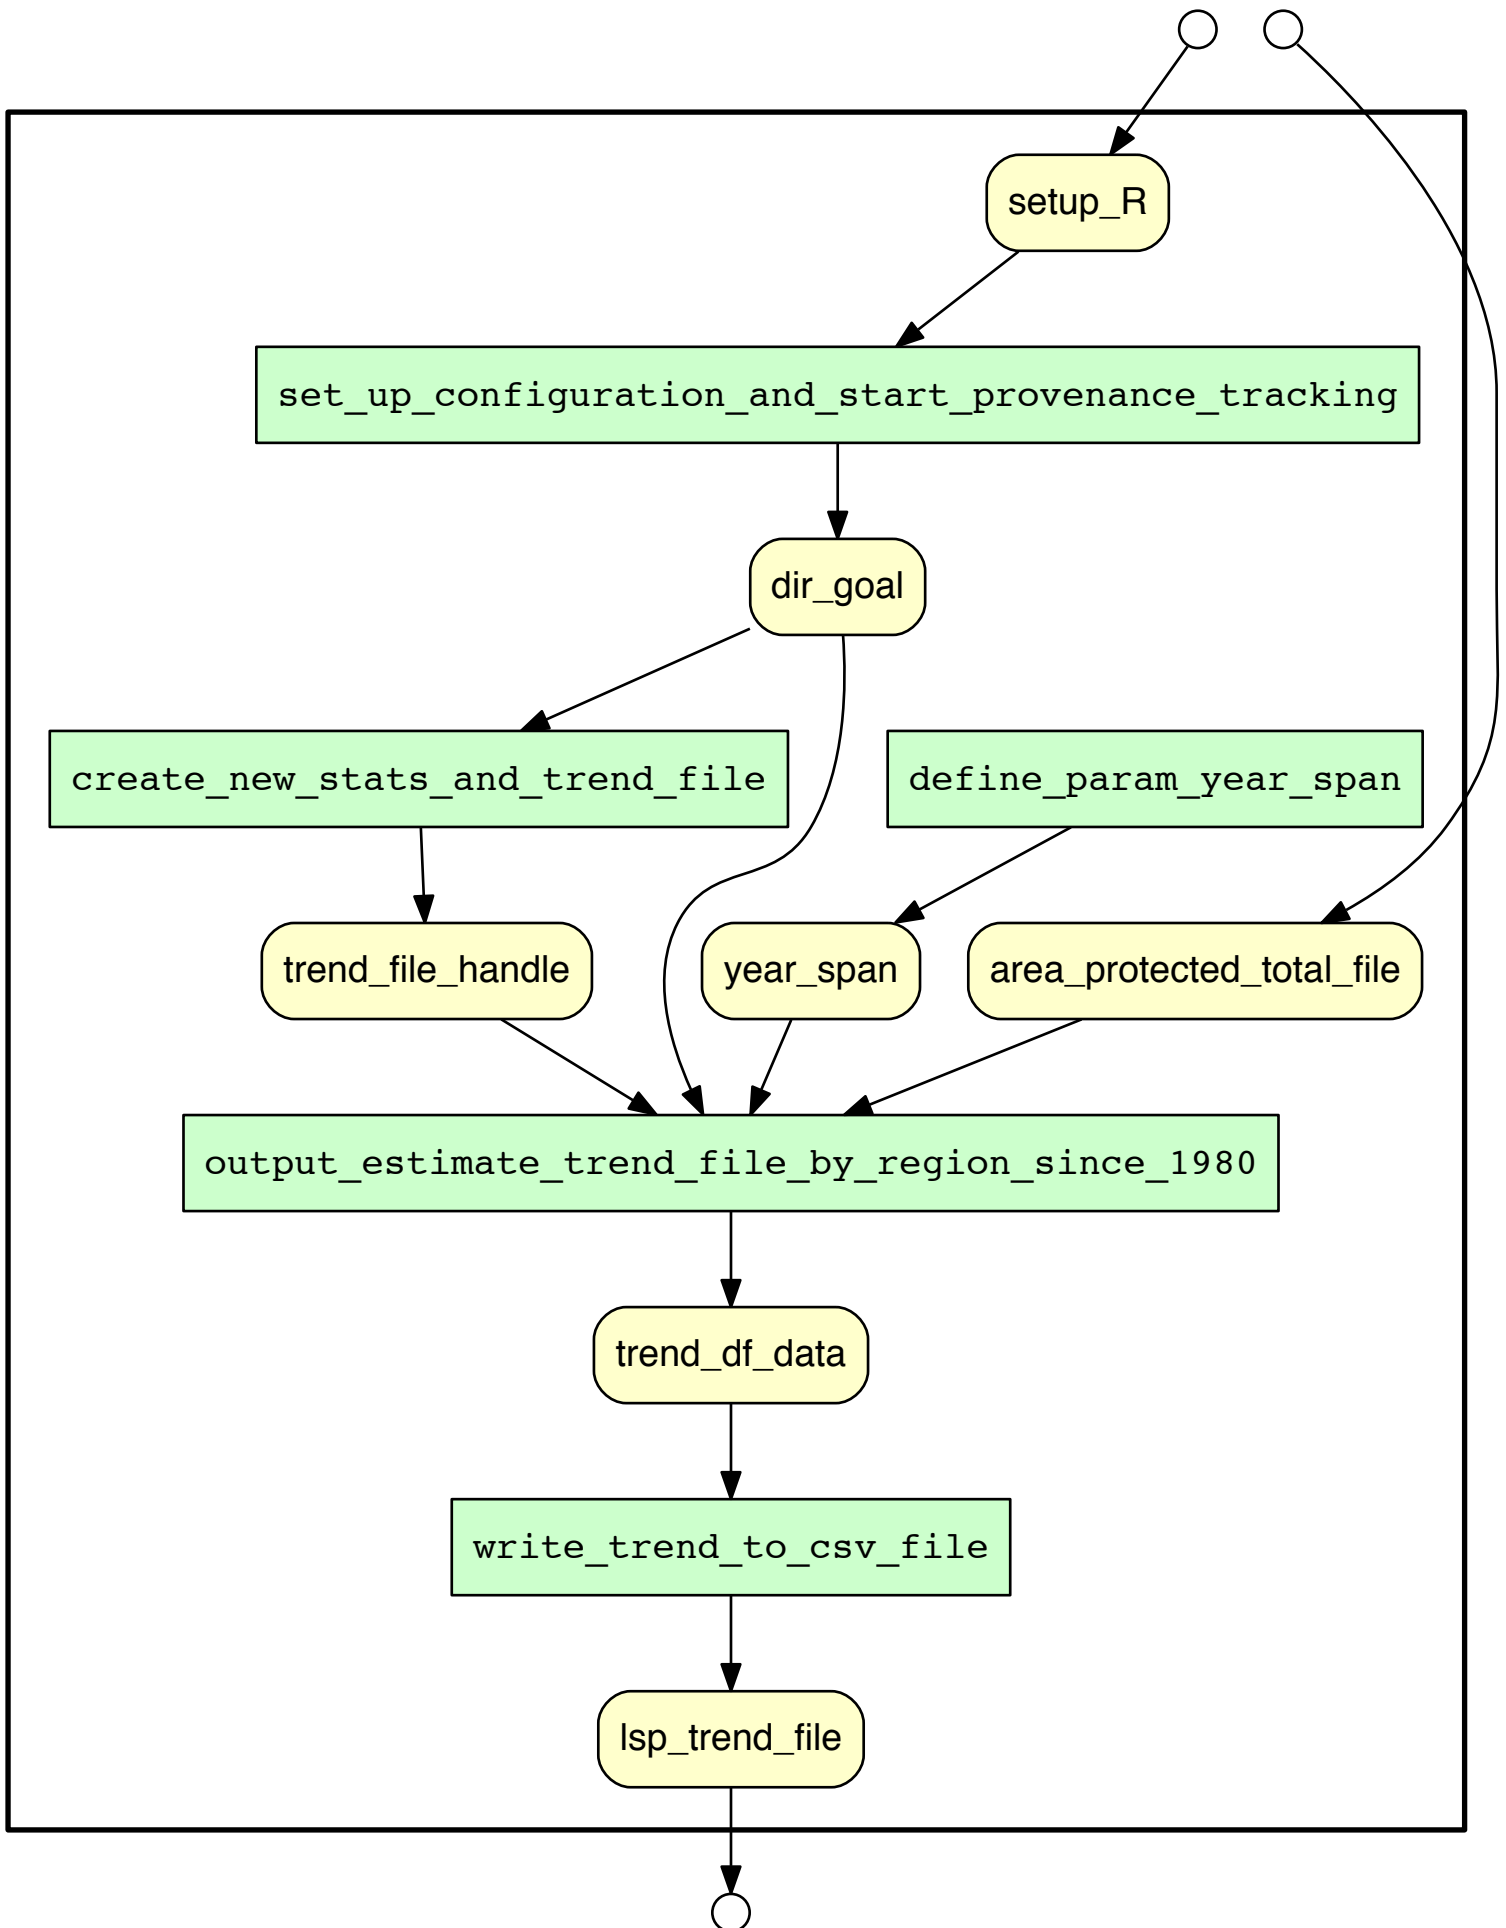 setup_R
set_up_configuration_and_start_provenance_tracking
dir_goal
create_new_stats_and_trend_file
define_param_year_span
trend_file_handle
year_span
area_protected_total_file
output_estimate_trend_file_by_region_since_1980
trend_df_data
write_trend_to_csv_file
lsp_trend_file